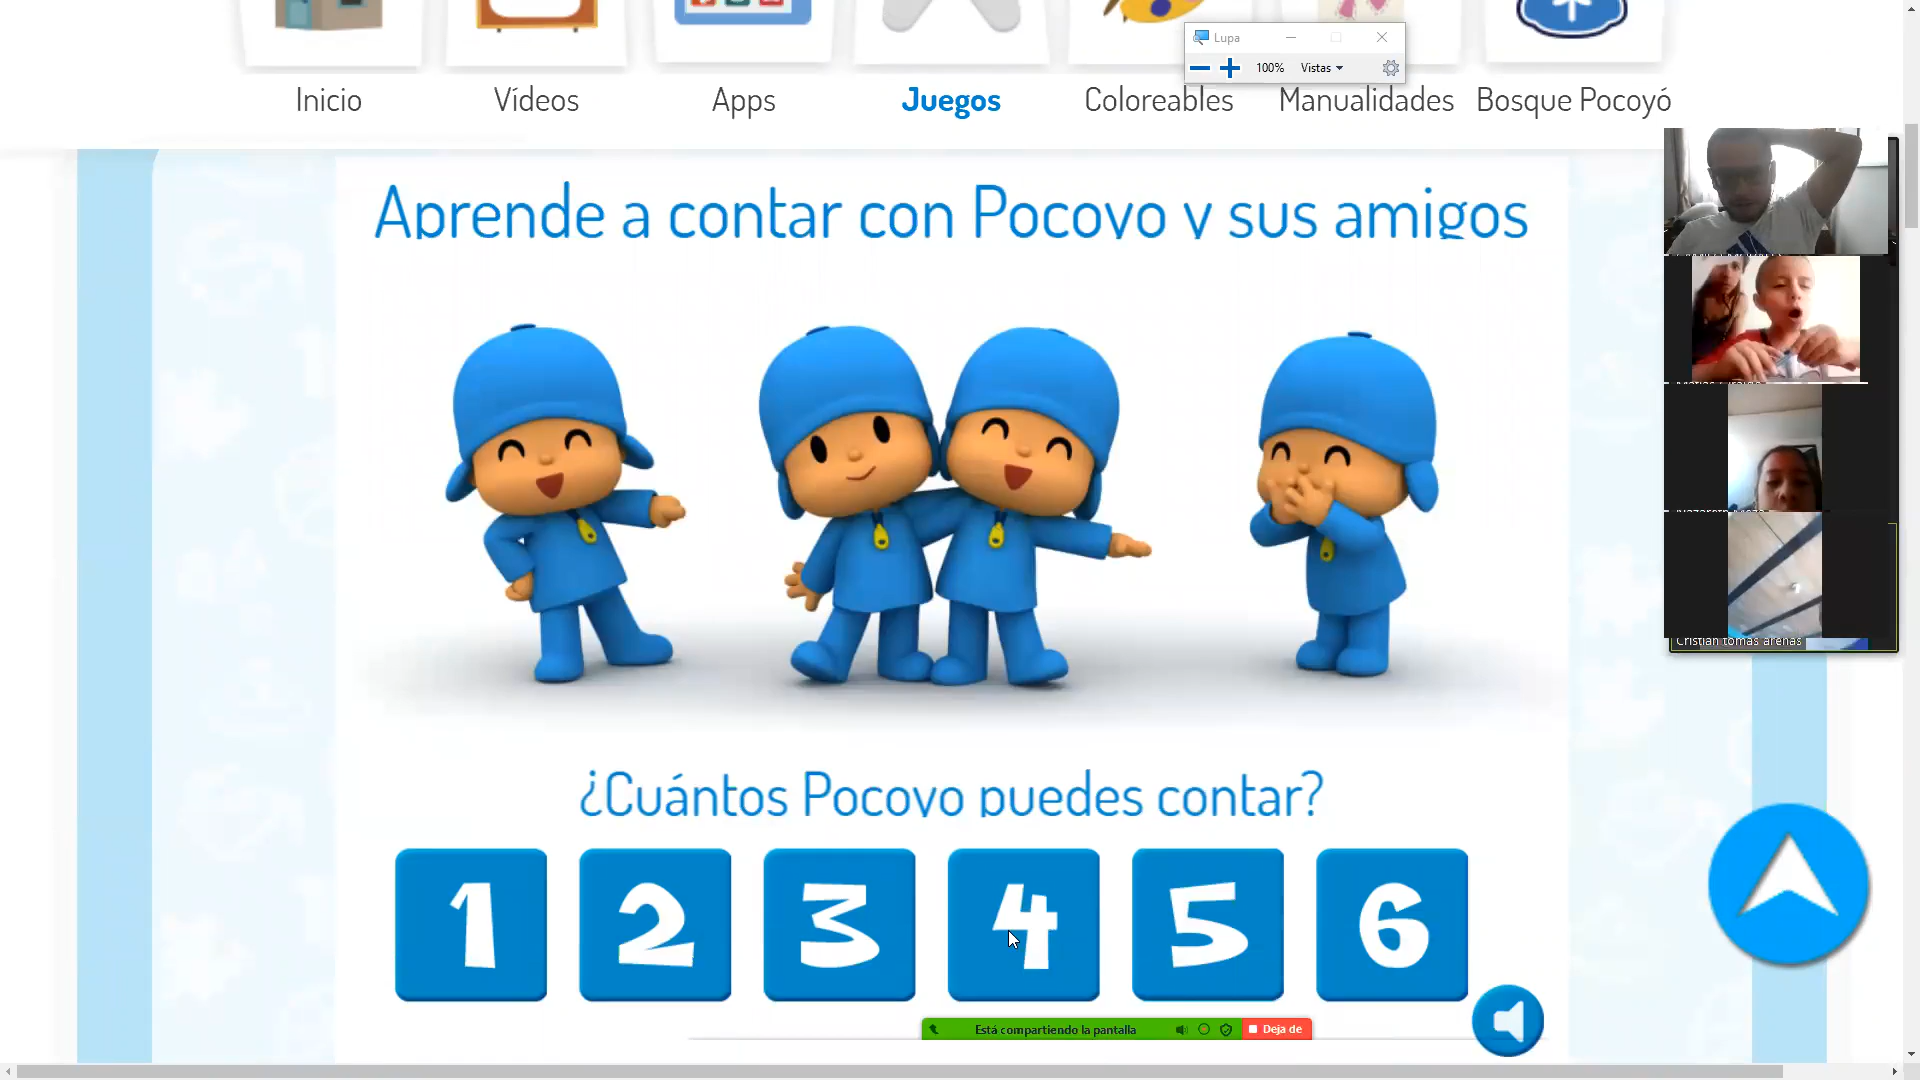 Lupa
100%
Vistas
Inicio
Vídeos
Apps
Juegos
Coloreables
Manualidades
Bosque Pocoyó
Aprende a contar con Pocoyo y sus amigos
¿Cuántos Pocoyo puedes contar?
1
2
3
4
5
6
Cristian tomas arenas
Está compartiendo la pantalla
Deja de